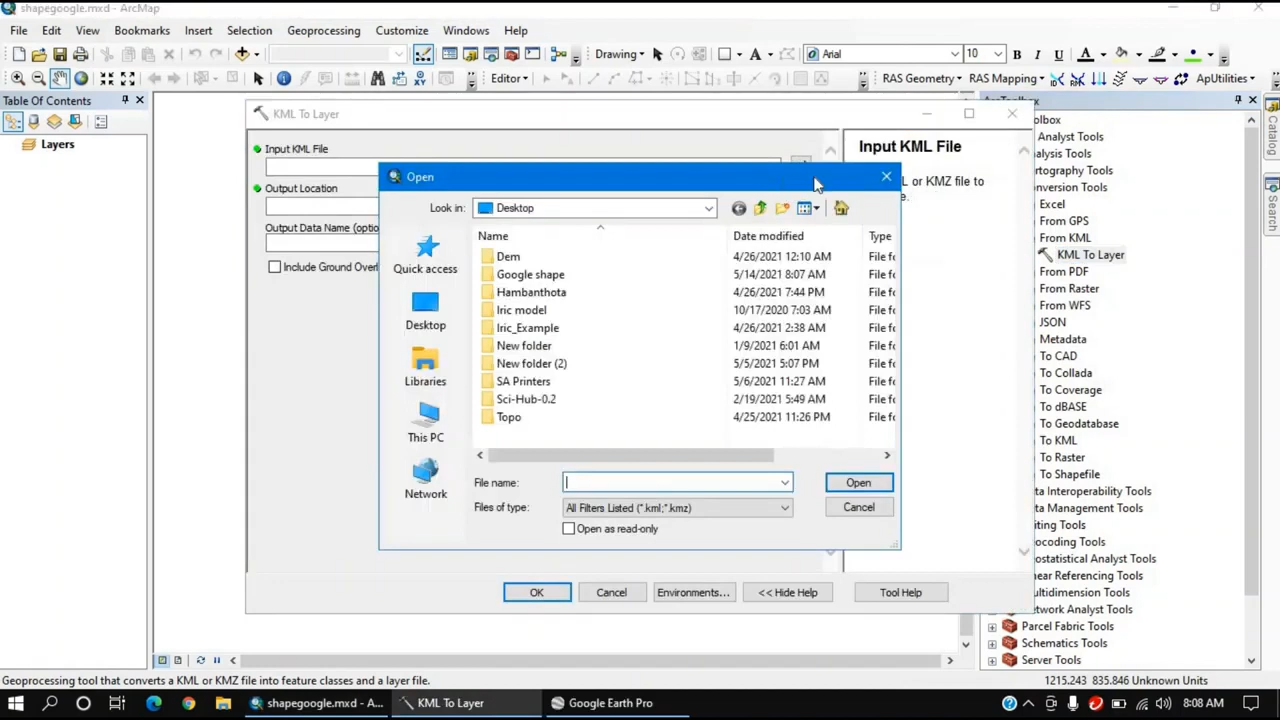 shapegoogle.mxd - ArcMap
File Edit View Bookmarks Insert Selection Geoprocessing Customize Windows Help
Drawing Arial 10 B I U A
Editor RAS Geometry RAS Mapping ApUtilities
Table Of Contents
Layers
KML To Layer
Input KML File
Output Location
Output Data Name (optio
Include Ground Overl
Input KML File
L or KMZ file to
e.
Open
Look in: Desktop
Name Date modified Type
Dem 4/26/2021 12:10 AM File fo
Google shape 5/14/2021 8:07 AM File fo
Hambanthota 4/26/2021 7:44 PM File fo
Iric model 10/17/2020 7:03 AM File fo
Iric_Example 4/26/2021 2:38 AM File fo
New folder 1/9/2021 6:01 AM File fo
New folder (2) 5/5/2021 5:07 PM File fo
SA Printers 5/6/2021 11:27 AM File fo
Sci-Hub-0.2 2/19/2021 5:49 AM File fo
Topo 4/25/2021 11:26 PM File fo
Quick access
Desktop
Libraries
This PC
Network
File name: Open
Files of type: All Filters Listed (*.kml;*.kmz) Cancel
Open as read-only
OK Cancel Environments... << Hide Help Tool Help
lbox
Analyst Tools
alysis Tools
rtography Tools
nversion Tools
Excel
From GPS
From KML
KML To Layer
From PDF
From Raster
From WFS
JSON
Metadata
To CAD
To Collada
To Coverage
To dBASE
To Geodatabase
To KML
To Raster
To Shapefile
ata Interoperability Tools
iting Tools
ocoding Tools
ostatistical Analyst Tools
near Referencing Tools
ultidimension Tools
etwork Analyst Tools
Parcel Fabric Tools
Schematics Tools
Server Tools
Catalog
Search
Geoprocessing tool that converts a KML or KMZ file into feature classes and a layer file. 1215.243 835.846 Unknown Units
shapegoogle.mxd - A... KML To Layer Google Earth Pro 8:08 AM